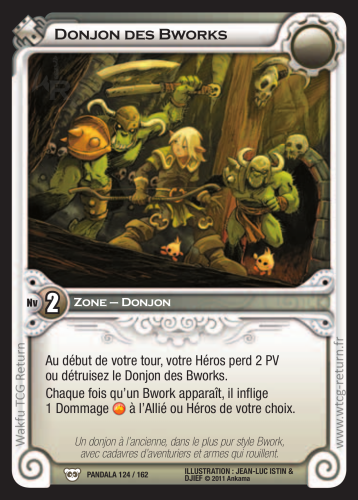 DONJON DES BWORKS
Nv 2 ZONE – DONJON
Au début de votre tour, votre Héros perd 2 PV
ou détruisez le Donjon des Bworks.
Chaque fois qu'un Bwork apparaît, il inflige
1 Dommage à l'Allié ou Héros de votre choix.
Un donjon à l'ancienne, dans le plus pur style Bwork,
avec cadavres d'aventuriers et armes qui rouillent.
PANDALA 124 / 162
ILLUSTRATION : JEAN-LUC ISTIN &
DJIEF © 2011 Ankama
Wakfu TCG Return
www.wtcg-return.fr